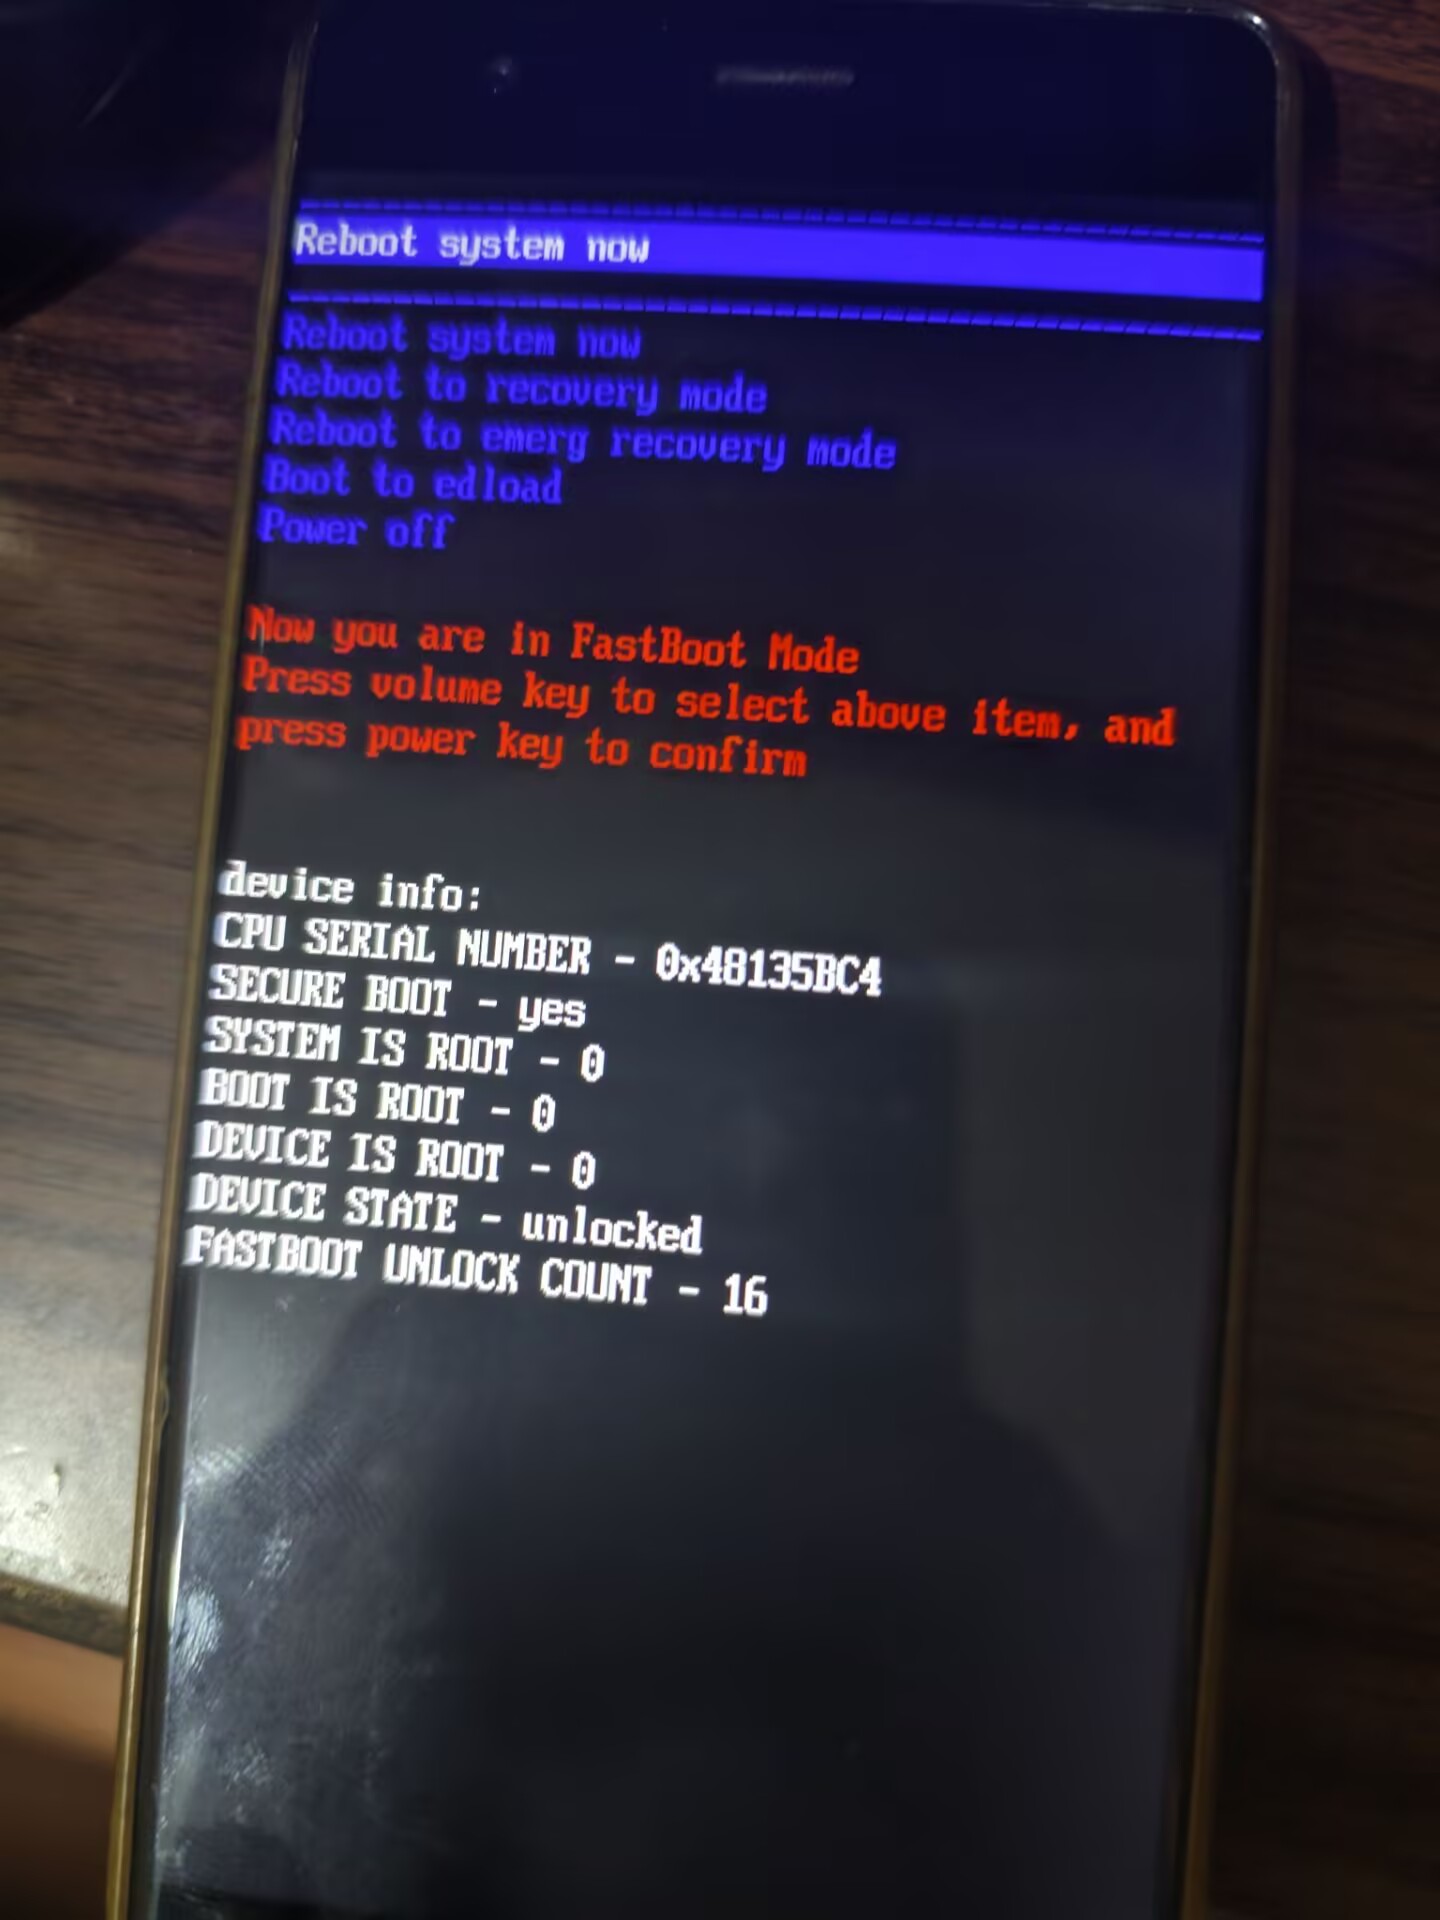 Reboot system now
Reboot system now
Reboot to recovery mode
Reboot to emerg recovery mode
Boot to edload
Power off
Now you are in FastBoot Mode
Press volume key to select above item, and
press power key to confirm
device info:
CPU SERIAL NUMBER - 0x48135BC4
SECURE BOOT - yes
SYSTEM IS ROOT - 0
BOOT IS ROOT - 0
DEVICE IS ROOT - 0
DEVICE STATE - unlocked
FASTBOOT UNLOCK COUNT - 16